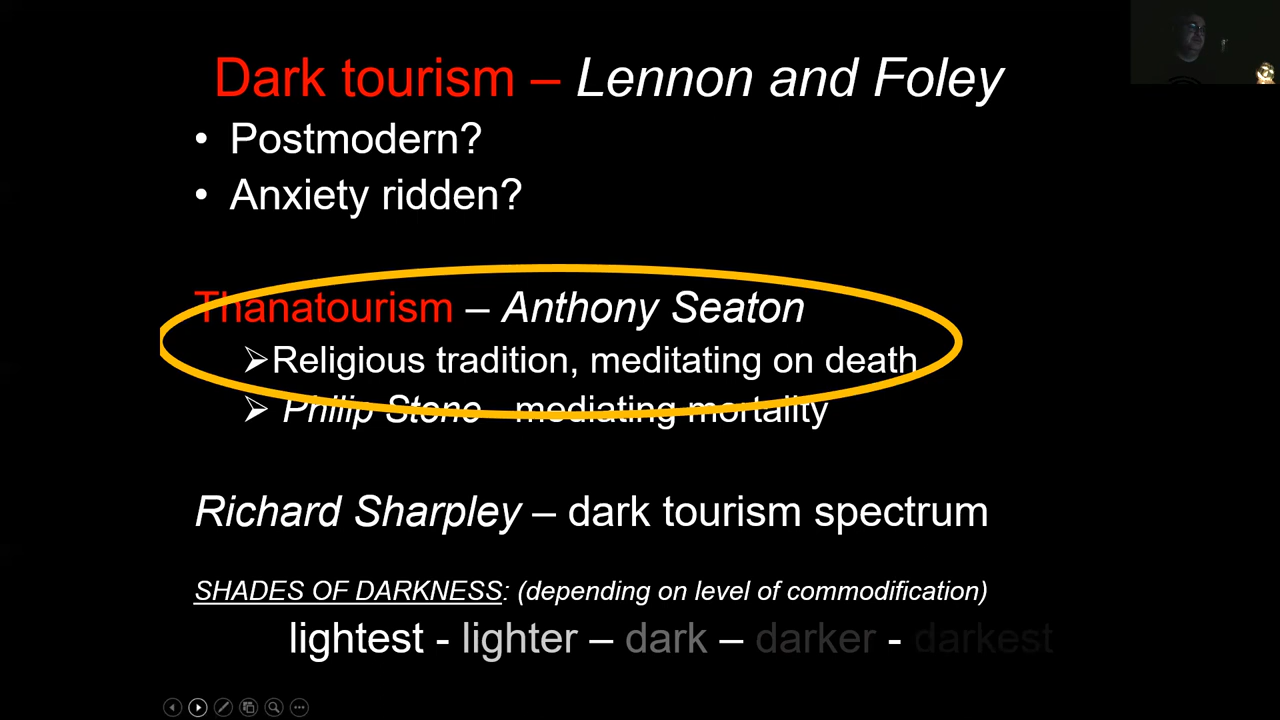 Dark tourism – Lennon and Foley
• Postmodern?
• Anxiety ridden?
Thanatourism – Anthony Seaton
➢Religious tradition, meditating on death
➢ Philip Stone - mediating mortality
Richard Sharpley – dark tourism spectrum
SHADES OF DARKNESS: (depending on level of commodification)
lightest - lighter – dark – darker - darkest